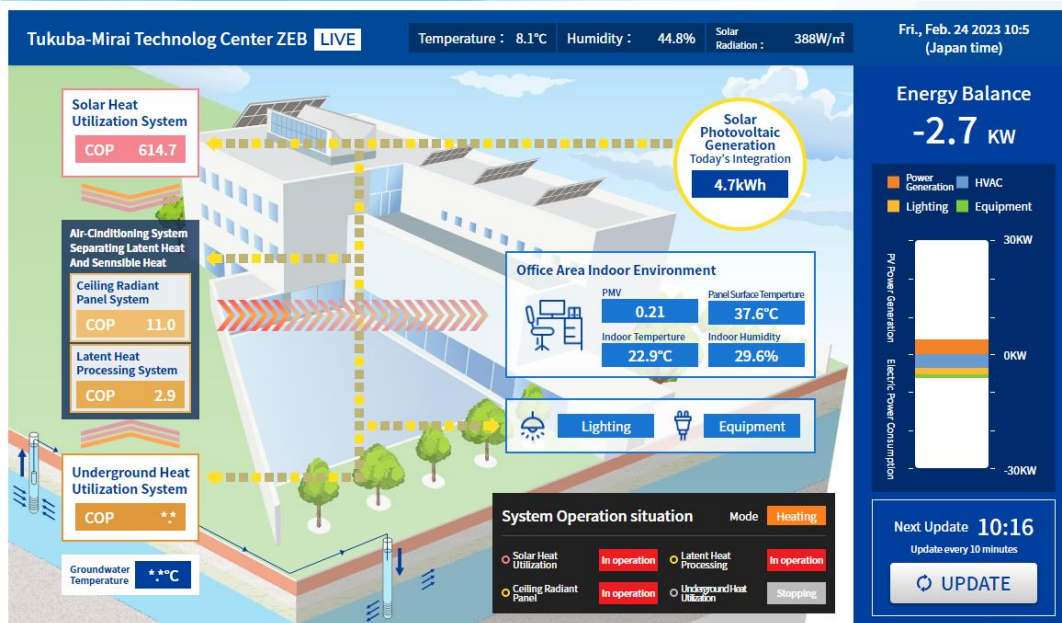 Tukuba-Mirai Technolog Center ZEB LIVE
Temperature : 8.1°C
Humidity : 44.8%
Solar
Radiation :
388W/㎡
Fri., Feb. 24 2023 10:5
(Japan time)
Solar Heat
Utilization System
COP 614.7
Air-Cinditioning System
Separating Latent Heat
And Sennsible Heat
Ceiling Radiant
Panel System
COP 11.0
Latent Heat
Processing System
COP 2.9
Underground Heat
Utilization System
COP *.*
Groundwater
Temperature
*.*°C
Solar
Photovoltaic
Generation
Today's Integration
4.7kWh
Office Area Indoor Environment
PMV
0.21
Panel Surface Temperture
37.6°C
Indoor Temperture
22.9°C
Indoor Humidity
29.6%
Lighting
Equipment
System Operation situation
Mode Heating
Solar Heat
Utilization
In operation
Latent Heat
Processing
In operation
Ceiling Radiant
Panel
In operation
Underground Heat
Utilization
Stopping
Energy Balance
-2.7 KW
Power
Generation
HVAC
Lighting
Equipment
30KW
0KW
-30KW
PV Power Generation
Electric Power Consumption
Next Update 10:16
Update every 10 minutes
UPDATE